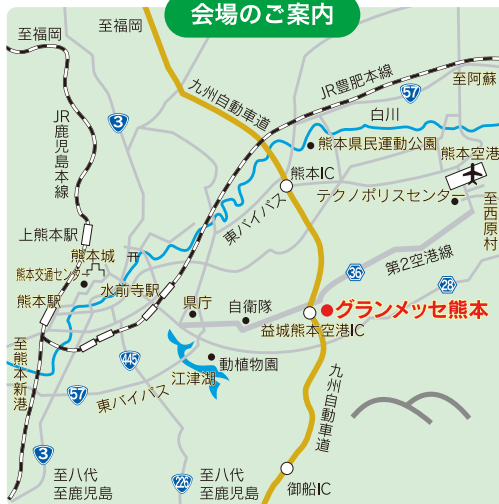 会場のご案内
至福岡
至福岡
九州自動車道
JR豊肥本線
57
至阿蘇
3
白川
JR鹿児島本線
熊本県民運動公園
熊本空港
熊本IC
テクノポリスセンター
東バイパス
至西原村
上熊本駅
熊本城
熊本交通センター
第2空港線
36
28
水前寺駅
熊本駅
県庁
自衛隊
グランメッセ熊本
益城熊本空港IC
至熊本新港
445
動植物園
江津湖
57
東バイパス
九州自動車道
3
至八代
至鹿児島
226
至八代
至鹿児島
御船IC